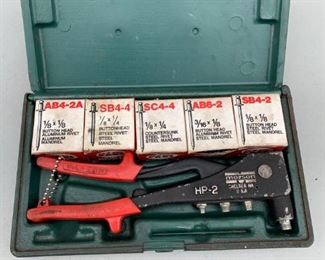 AB4-2A
1/8 x 1/8
BUTTON HEAD
ALUMINUM RIVET
ALUMINUM
MANDREL
SB4-4
1/8 x 1/4
BUTTONHEAD
STEEL RIVET
STEEL
MANDREL
SC4-4
1/8 x 1/4
COUNTERSUNK
STEEL RIVET
STEEL MANDREL
AB6-2
3/16 x 1/8
BUTTON HEAD
ALUMINUM RIVET
STEEL MANDREL
SB4-2
1/8 x 1/8
BUTTON HEAD
STEEL RIVET
STEEL MANDREL
HP-2
CHELSEA, MA
U S A